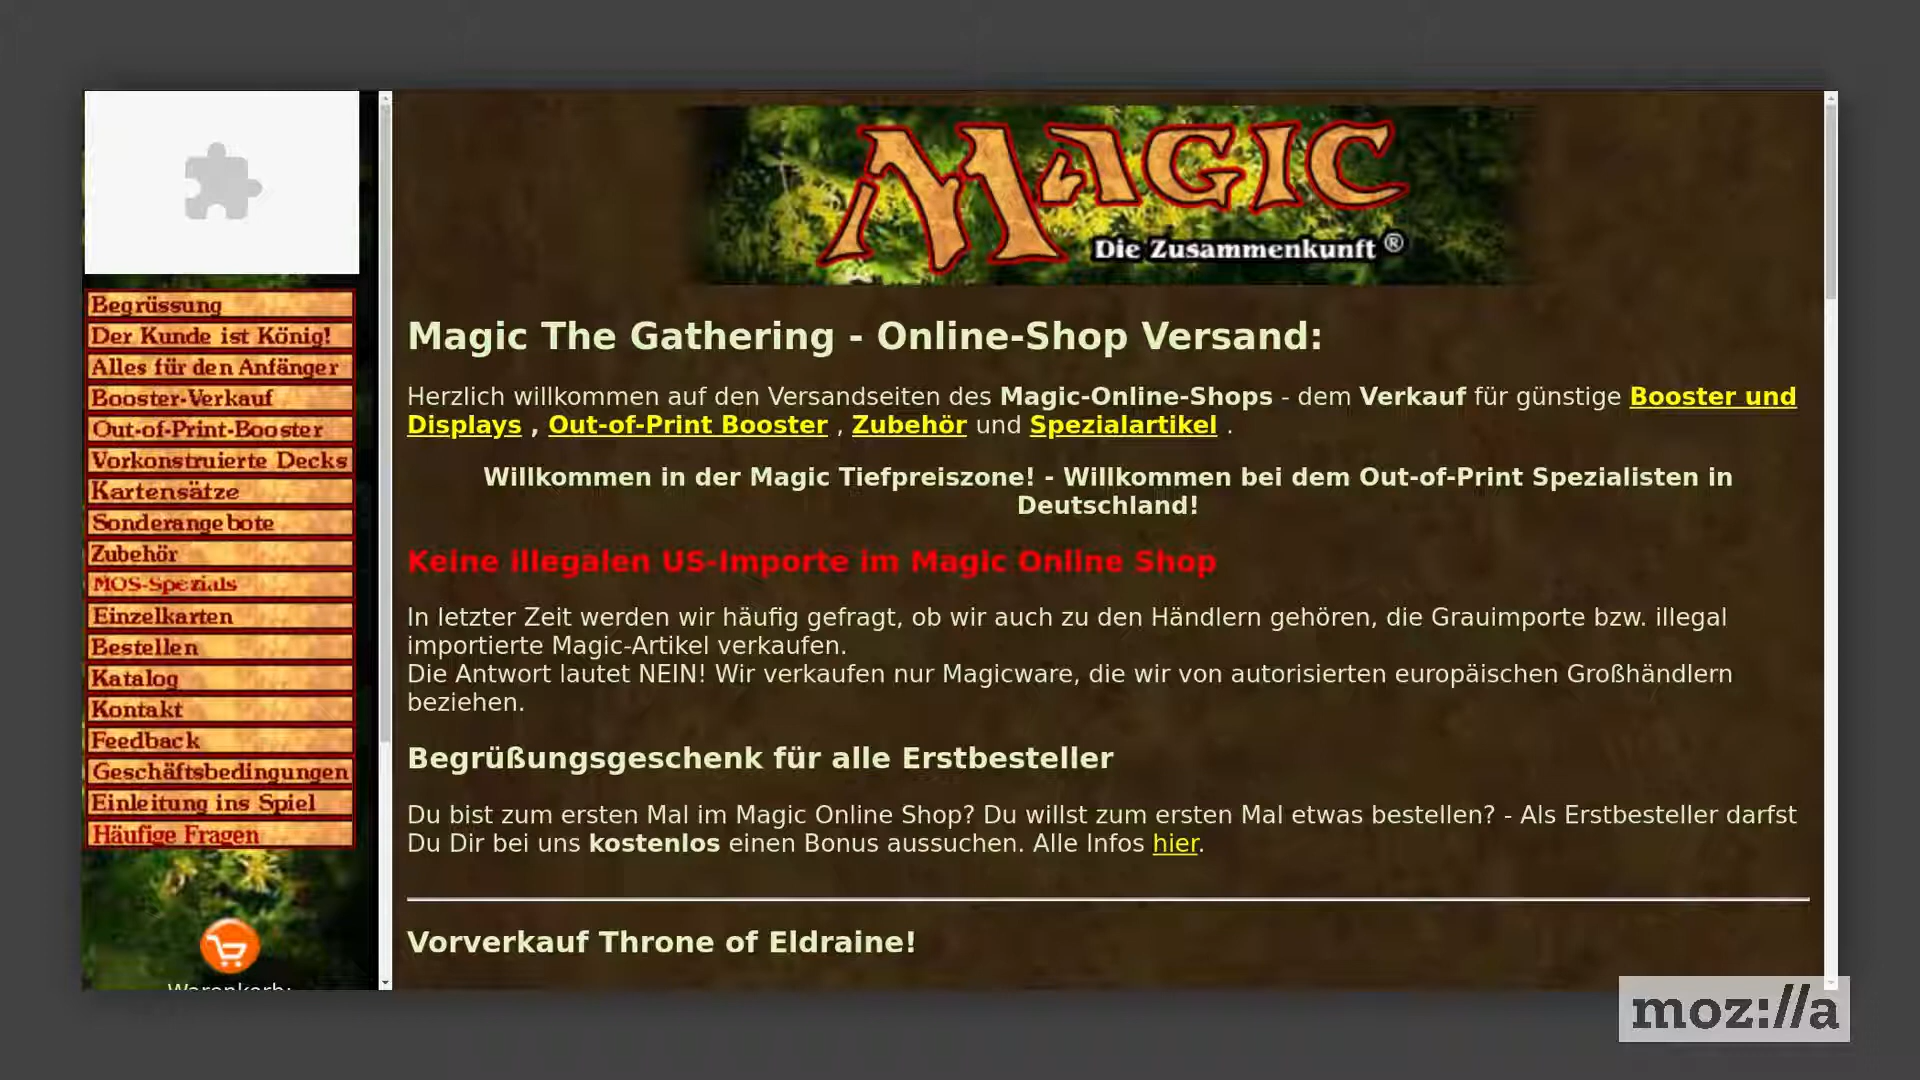 MAGIC
Die Zusammenkunft ®
Begrüssung
Der Kunde ist König!
Alles für den Anfänger
Booster-Verkauf
Out-of-Print-Booster
Vorkonstruierte Decks
Kartensätze
Sonderangebote
Zubehör
MOS-Spezials
Einzelkarten
Bestellen
Katalog
Kontakt
Feedback
Geschäftsbedingungen
Einleitung ins Spiel
Häufige Fragen
Warenkorb:
Magic The Gathering - Online-Shop Versand:
Herzlich willkommen auf den Versandseiten des Magic-Online-Shops - dem Verkauf für günstige Booster und
Displays , Out-of-Print Booster , Zubehör und Spezialartikel .
Willkommen in der Magic Tiefpreiszone! - Willkommen bei dem Out-of-Print Spezialisten in
Deutschland!
Keine illegalen US-Importe im Magic Online Shop
In letzter Zeit werden wir häufig gefragt, ob wir auch zu den Händlern gehören, die Grauimporte bzw. illegal
importierte Magic-Artikel verkaufen.
Die Antwort lautet NEIN! Wir verkaufen nur Magicware, die wir von autorisierten europäischen Großhändlern
beziehen.
Begrüßungsgeschenk für alle Erstbesteller
Du bist zum ersten Mal im Magic Online Shop? Du willst zum ersten Mal etwas bestellen? - Als Erstbesteller darfst
Du Dir bei uns kostenlos einen Bonus aussuchen. Alle Infos hier.
Vorverkauf Throne of Eldraine!
moz://a